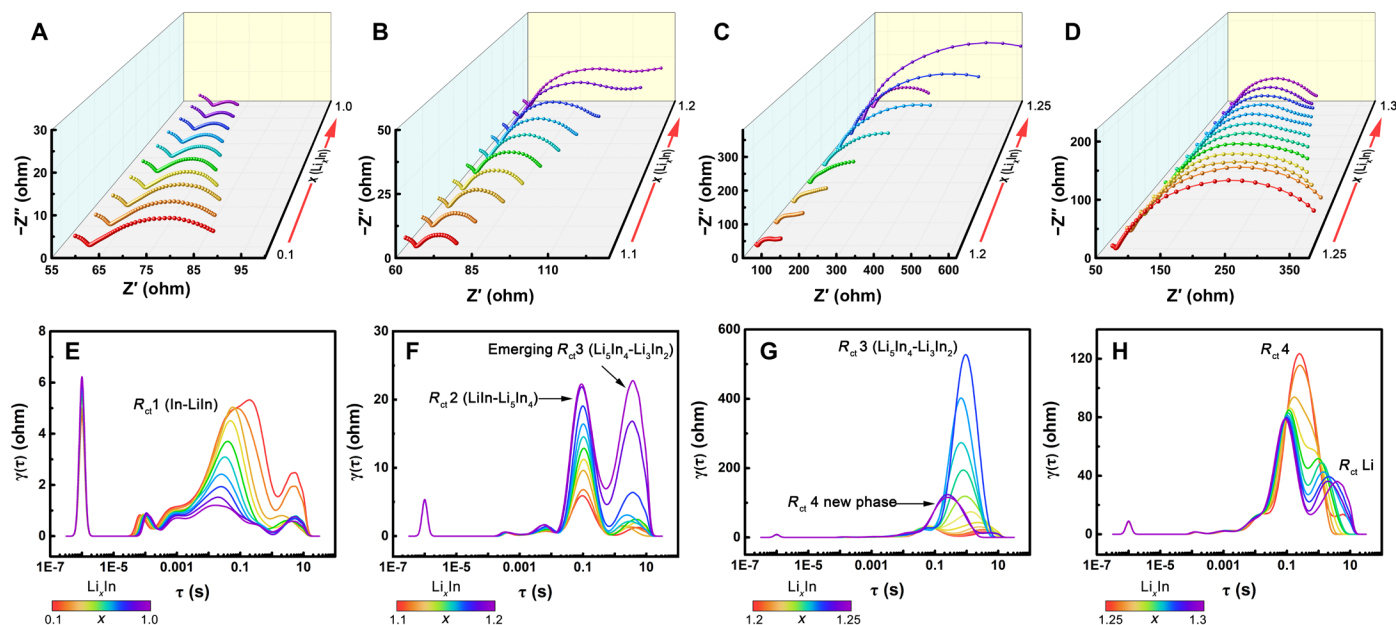 A
B
C
D
30
20
10
0
−Z″ (ohm)
55
65
75
85
95
Z′ (ohm)
0.1
x (LiₓIn)
1.0
50
25
0
−Z″ (ohm)
60
85
110
Z′ (ohm)
1.1
x (LiₓIn)
1.2
300
200
100
0
−Z″ (ohm)
100
200
300
400
500
600
Z′ (ohm)
1.2
x (LiₓIn)
1.25
200
150
100
50
0
−Z″ (ohm)
50
150
250
350
Z′ (ohm)
1.25
x (LiₓIn)
1.3
E
8
6
4
2
0
γ(τ) (ohm)
Rct1 (In-LiIn)
1E-7
1E-5
0.001
0.1
10
τ (s)
LiₓIn
0.1
x
1.0
F
30
20
10
0
γ(τ) (ohm)
Emerging Rct3 (Li₅In₄–Li₃In₂)
Rct2 (LiIn–Li₅In₄)
1E-7
1E-5
0.001
0.1
10
τ (s)
LiₓIn
1.1
x
1.2
G
600
500
400
300
200
100
0
γ(τ) (ohm)
Rct3 (Li₅In₄–Li₃In₂)
Rct4 new phase
1E-7
1E-5
0.001
0.1
10
τ (s)
LiₓIn
1.2
x
1.25
H
120
80
40
0
γ(τ) (ohm)
Rct4
Rct Li
1E-7
1E-5
0.001
0.1
10
τ (s)
LiₓIn
1.25
x
1.3